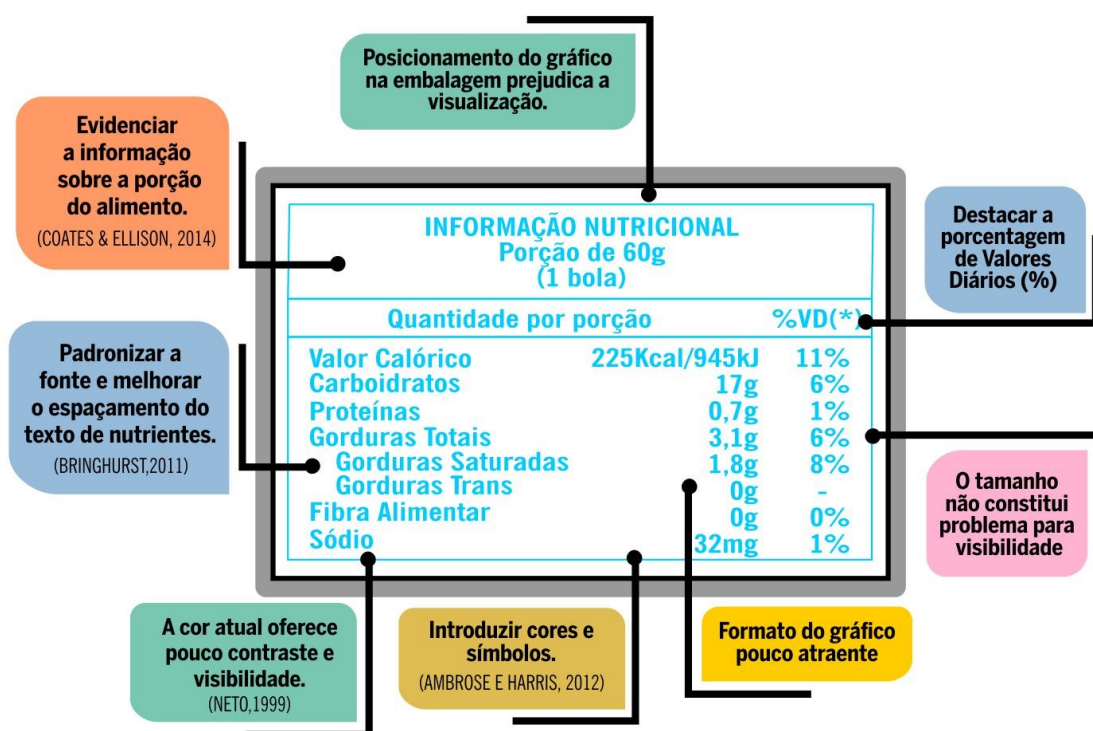 Posicionamento do gráfico
na embalagem prejudica a
visualização.
Evidenciar
a informação
sobre a porção
do alimento.
(COATES & ELLISON, 2014)
Destacar a
porcentagem
de Valores
Diários (%)
Padronizar a
fonte e melhorar
o espaçamento do
texto de nutrientes.
(BRINGHURST,2011)
INFORMAÇÃO NUTRICIONAL
Porção de 60g
(1 bola)
Quantidade por porção %VD(*)
Valor Calórico 225Kcal/945kJ 11%
Carboidratos 17g 6%
Proteínas 0,7g 1%
Gorduras Totais 3,1g 6%
Gorduras Saturadas 1,8g 8%
Gorduras Trans 0g -
Fibra Alimentar 0g 0%
Sódio 32mg 1%
O tamanho
não constitui
problema para
visibilidade
A cor atual oferece
pouco contraste e
visibilidade.
(NETO,1999)
Introduzir cores e
símbolos.
(AMBROSE E HARRIS, 2012)
Formato do gráfico
pouco atraente